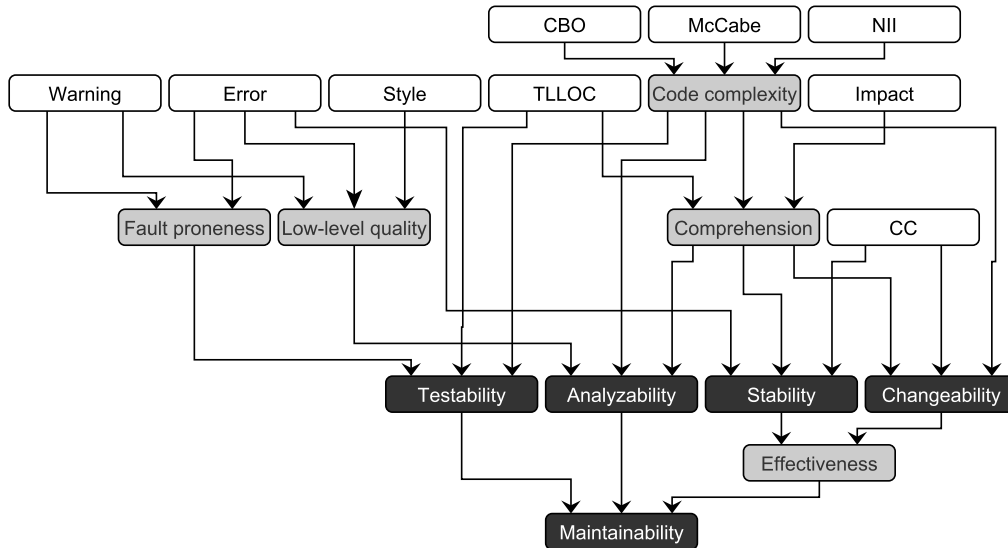 CBO
McCabe
NII
Warning
Error
Style
TLLOC
Code complexity
Impact
Fault proneness
Low-level quality
Comprehension
CC
Testability
Analyzability
Stability
Changeability
Effectiveness
Maintainability